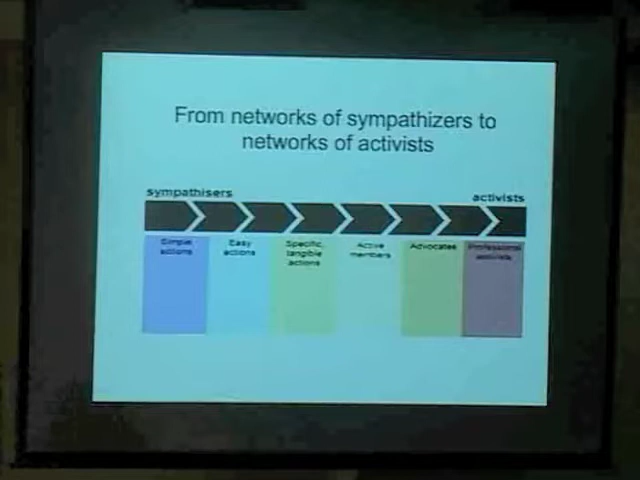 From networks of sympathizers to
networks of activists
sympathisers
activists
Simple
actions
Easy
actions
Specific,
tangible
actions
Active
members
Advocates
Professional
activists